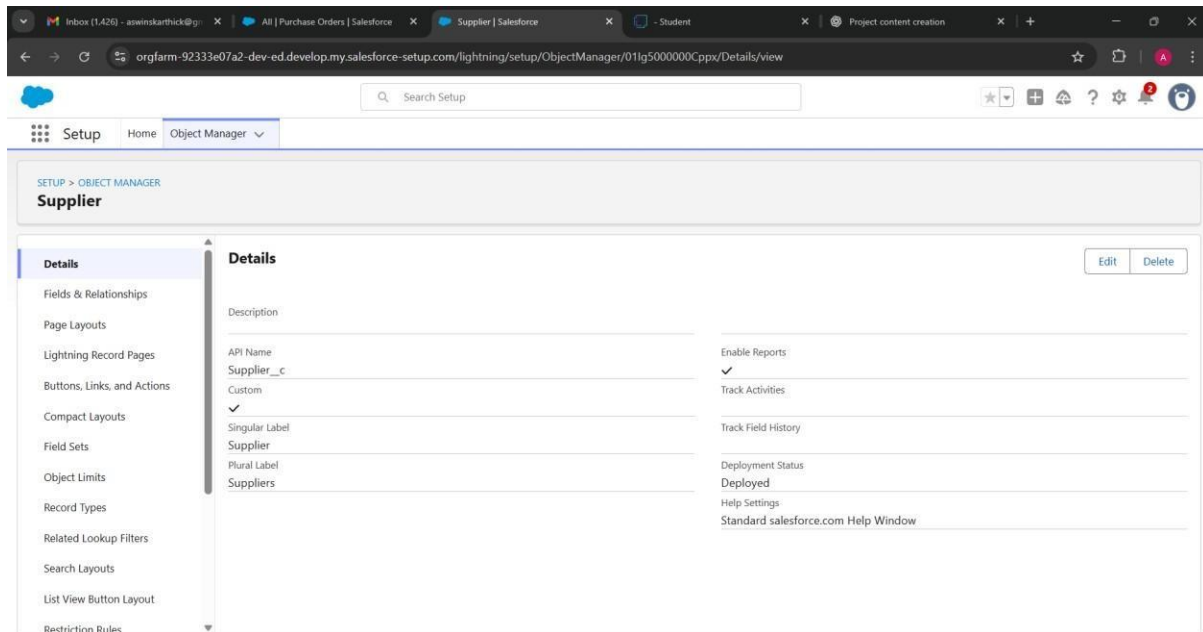 Inbox (1,426) - aswinskarthick@gm
All | Purchase Orders | Salesforce
Supplier | Salesforce
- Student
Project content creation
orgfarm-92333e07a2-dev-ed.develop.my.salesforce-setup.com/lightning/setup/ObjectManager/01Ig5000000Cppx/Details/view
A
Search Setup
2
Setup
Home
Object Manager
SETUP > OBJECT MANAGER
Supplier
Details
Fields & Relationships
Page Layouts
Lightning Record Pages
Buttons, Links, and Actions
Compact Layouts
Field Sets
Object Limits
Record Types
Related Lookup Filters
Search Layouts
List View Button Layout
Restriction Rules
Details
Edit
Delete
Description
API Name
Supplier__c
Custom
Singular Label
Supplier
Plural Label
Suppliers
Enable Reports
Track Activities
Track Field History
Deployment Status
Deployed
Help Settings
Standard salesforce.com Help Window